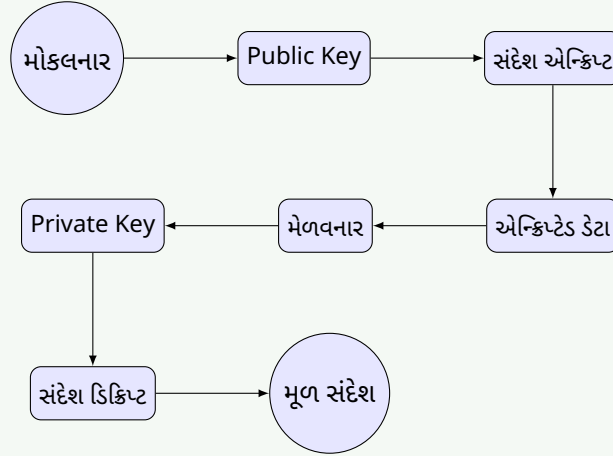 મોકલનાર
Public Key
સંદેશ એન્ક્રિપ્ટ
Private Key
મેળવનાર
એન્ક્રિપ્ટેડ ડેટા
સંદેશ ડિક્રિપ્ટ
મૂળ સંદેશ